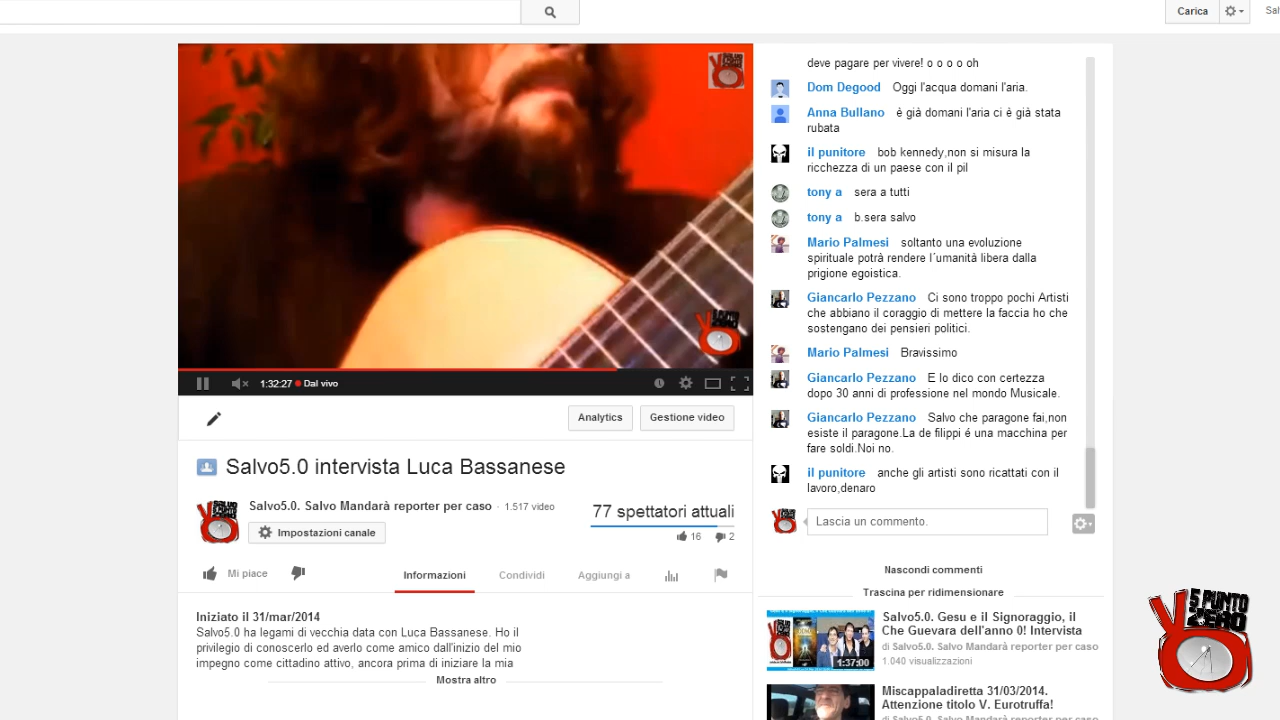 Carica
Sal
1:32:27 Dal vivo
Analytics
Gestione video
Salvo5.0 intervista Luca Bassanese
Salvo5.0. Salvo Mandarà reporter per caso · 1.517 video
Impostazioni canale
77 spettatori attuali
16 2
Mi piace
Informazioni Condividi Aggiungi a
Iniziato il 31/mar/2014
Salvo5.0 ha legami di vecchia data con Luca Bassanese. Ho il
privilegio di conoscerlo ed averlo come amico dall'inizio del mio
impegno come cittadino attivo, ancora prima di iniziare la mia
Mostra altro
deve pagare per vivere! o o o o oh
Dom Degood Oggi l'acqua domani l'aria.
Anna Bullano è già domani l'aria ci è già stata
rubata
il punitore bob kennedy,non si misura la
ricchezza di un paese con il pil
tony a sera a tutti
tony a b.sera salvo
Mario Palmesi soltanto una evoluzione
spirituale potrà rendere l´umanità libera dalla
prigione egoistica.
Giancarlo Pezzano Ci sono troppo pochi Artisti
che abbiano il coraggio di mettere la faccia ho che
sostengano dei pensieri politici.
Mario Palmesi Bravissimo
Giancarlo Pezzano E lo dico con certezza
dopo 30 anni di professione nel mondo Musicale.
Giancarlo Pezzano Salvo che paragone fai,non
esiste il paragone.La de filippi é una macchina per
fare soldi.Noi no.
il punitore anche gli artisti sono ricattati con il
lavoro,denaro
Lascia un commento.
Nascondi commenti
Trascina per ridimensionare
Salvo5.0. Gesu e il Signoraggio, il
Che Guevara dell'anno 0! Intervista
di Salvo5.0. Salvo Mandarà reporter per caso
1.040 visualizzazioni
1:37:00
Miscappaladiretta 31/03/2014.
Attenzione titolo V. Eurotruffa!
di Salvo5.0. Salvo Mandarà reporter per caso
5 PUNTO
ZERO